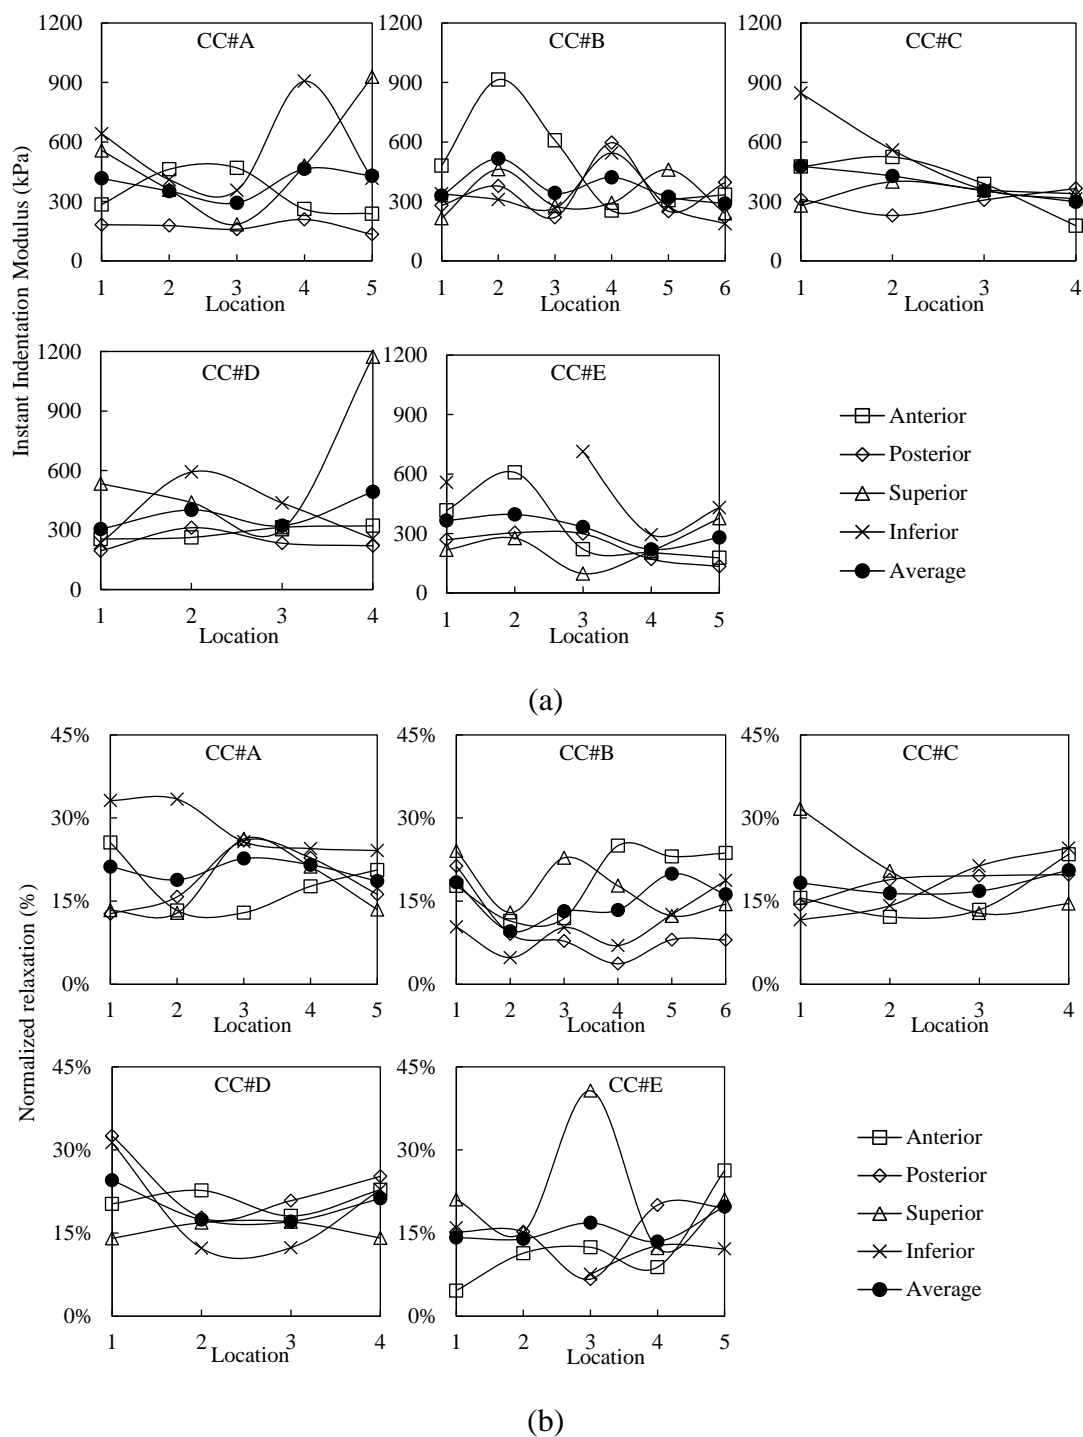 Instant Indentation Modulus (kPa)
1200
900
600
300
0
CC#A
1 2 3 4 5
Location
1200
900
600
300
0
CC#B
1 2 3 4 5 6
Location
1200
900
600
300
0
CC#C
1 2 3 4
Location
1200
900
600
300
0
CC#D
1 2 3 4
Location
1200
900
600
300
0
CC#E
1 2 3 4 5
Location
Anterior
Posterior
Superior
Inferior
Average
(a)
Normalized relaxation (%)
45%
30%
15%
0%
CC#A
1 2 3 4 5
Location
45%
30%
15%
0%
CC#B
1 2 3 4 5 6
Location
45%
30%
15%
0%
CC#C
1 2 3 4
Location
45%
30%
15%
0%
CC#D
1 2 3 4
Location
45%
30%
15%
0%
CC#E
1 2 3 4 5
Location
Anterior
Posterior
Superior
Inferior
Average
(b)